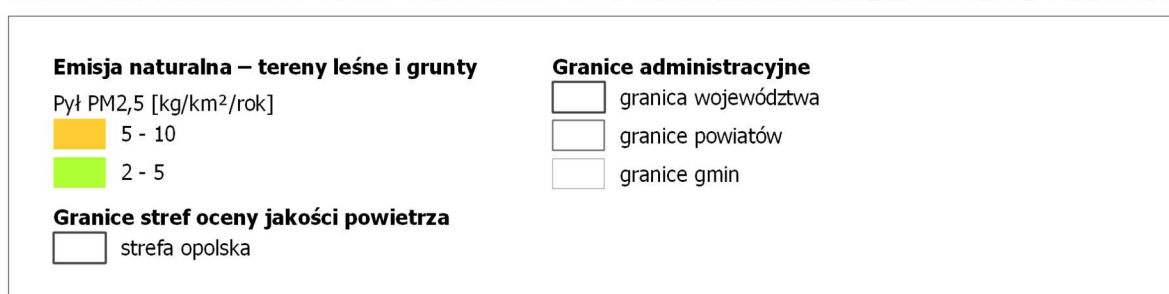 Emisja naturalna – tereny leśne i grunty
Pył PM2,5 [kg/km²/rok]
5 - 10
2 - 5
Granice stref oceny jakości powietrza
strefa opolska
Granice administracyjne
granica województwa
granice powiatów
granice gmin